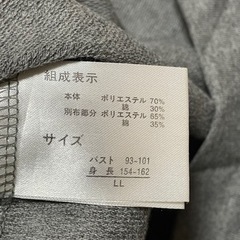 組成表示
本体 ポリエステル 70%
綿 30%
別布部分 ポリエステル 65%
綿 35%
サイズ
バスト 93-101
身長 154-162
LL